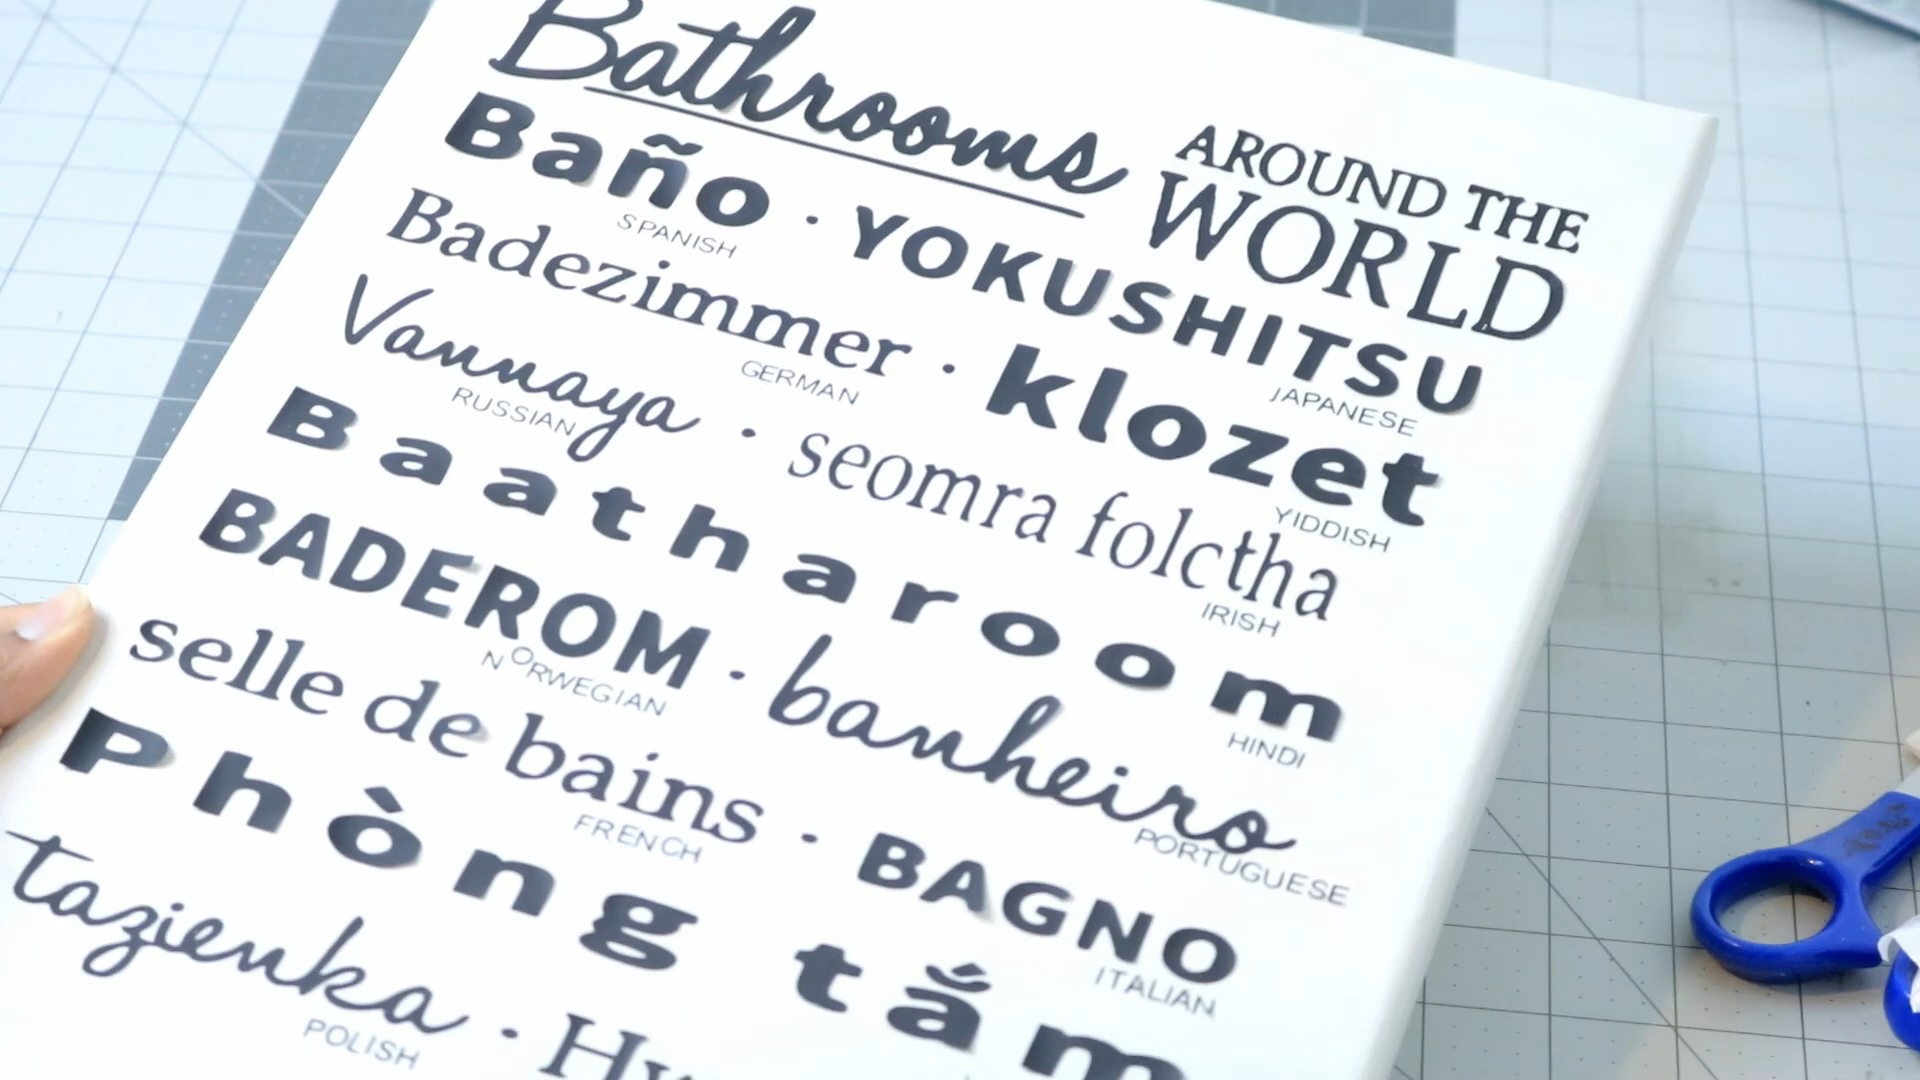 Bathrooms AROUND THE WORLD
Baño · YOKUSHITSU
SPANISH JAPANESE
Badezimmer · klozet
GERMAN YIDDISH
Vannaya · seomra folctha
RUSSIAN IRISH
Baatharoom
HINDI
BADEROM · banheiro
NORWEGIAN PORTUGUESE
selle de bains · BAGNO
FRENCH ITALIAN
Phòng tắm
tazienka ·
POLISH